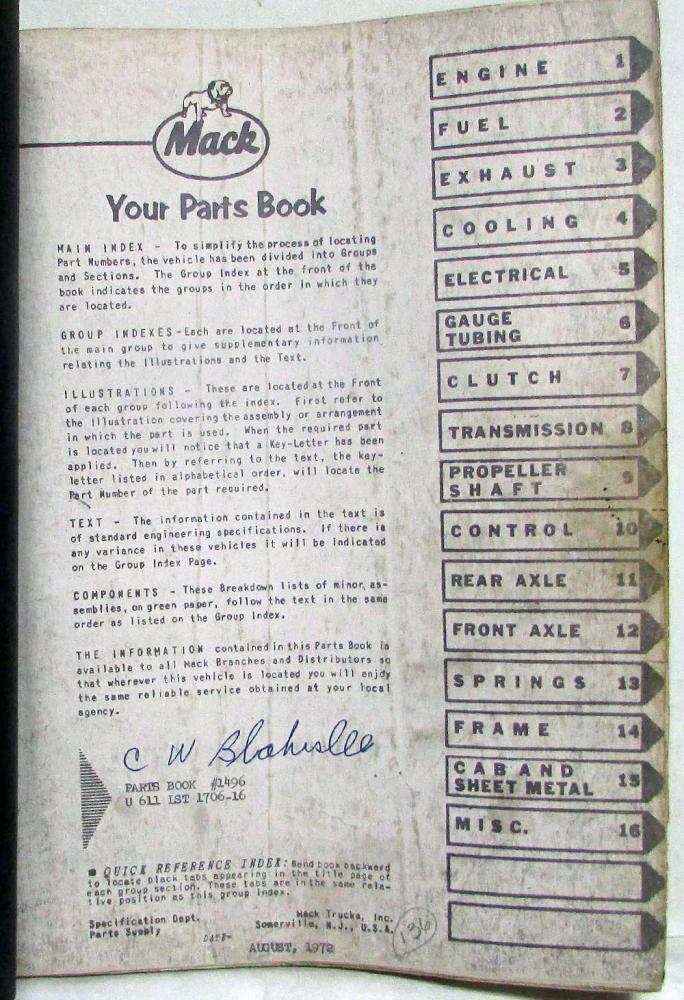 Mack
Your Parts Book
MAIN INDEX - To simplify the process of locating
Part Numbers, the vehicle has been divided into Groups
and Sections. The Group Index at the front of the
book indicates the groups in the order in which they
are located.
GROUP INDEXES-Each are located at the Front of
the main group to give supplementary information
relating the Illustrations and the Text.
ILLUSTRATIONS - These are located at the Front
of each group following the index. First refer to
the Illustration covering the assembly or arrangement
in which the part is used. When the required part
is located you will notice that a Key-Letter has been
applied. Then by referring to the text, the key-
letter listed in alphabetical order, will locate the
Part Number of the part required.
TEXT - The information contained in the text is
of standard engineering specifications. If there is
any variance in these vehicles it will be indicated
on the Group Index Page.
COMPONENTS - These Breakdown lists of minor as-
semblies, on green paper, follow the text in the same
order as listed on the Group Index.
THE INFORMATION contained in this Parts Book is
available to all Mack Branches and Distributors so
that wherever this vehicle is located you will enjoy
the same reliable service obtained at your local
agency.
C W Blakuslee
PARTS BOOK #1496
U 611 LST 1706-16
QUICK REFERENCE INDEX: Bend book backward
to locate black tabs appearing in the title page of
each group section. These tabs are in the same rela-
tive position as this group index.
Specification Dept.
Parts Supply
Mack Trucks, Inc.
Somerville, N.J., U.S.A.
DATE-
AUGUST, 1972
136
ENGINE 1
FUEL 2
EXHAUST 3
COOLING 4
ELECTRICAL 5
GAUGE
TUBING 6
CLUTCH 7
TRANSMISSION 8
PROPELLER
SHAFT 9
CONTROL 10
REAR AXLE 11
FRONT AXLE 12
SPRINGS 13
FRAME 14
CAB AND
SHEET METAL 15
MISC. 16